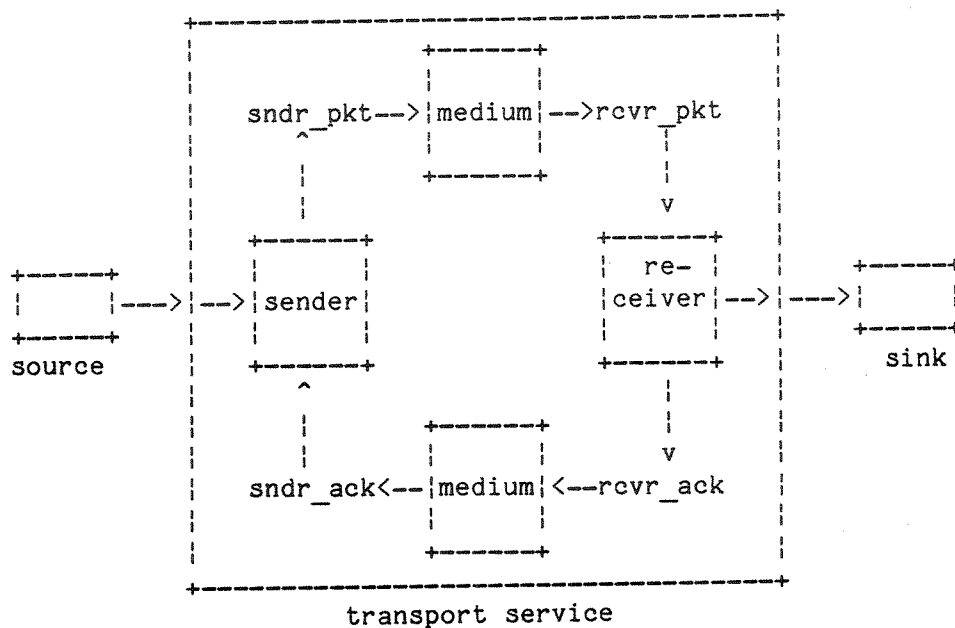 sndr_pkt-->|medium|-->rcvr_pkt
re-
-->|-->|sender| ceiver|-->|-->
source sink
sndr_ack<--|medium|<--rcvr_ack
transport service